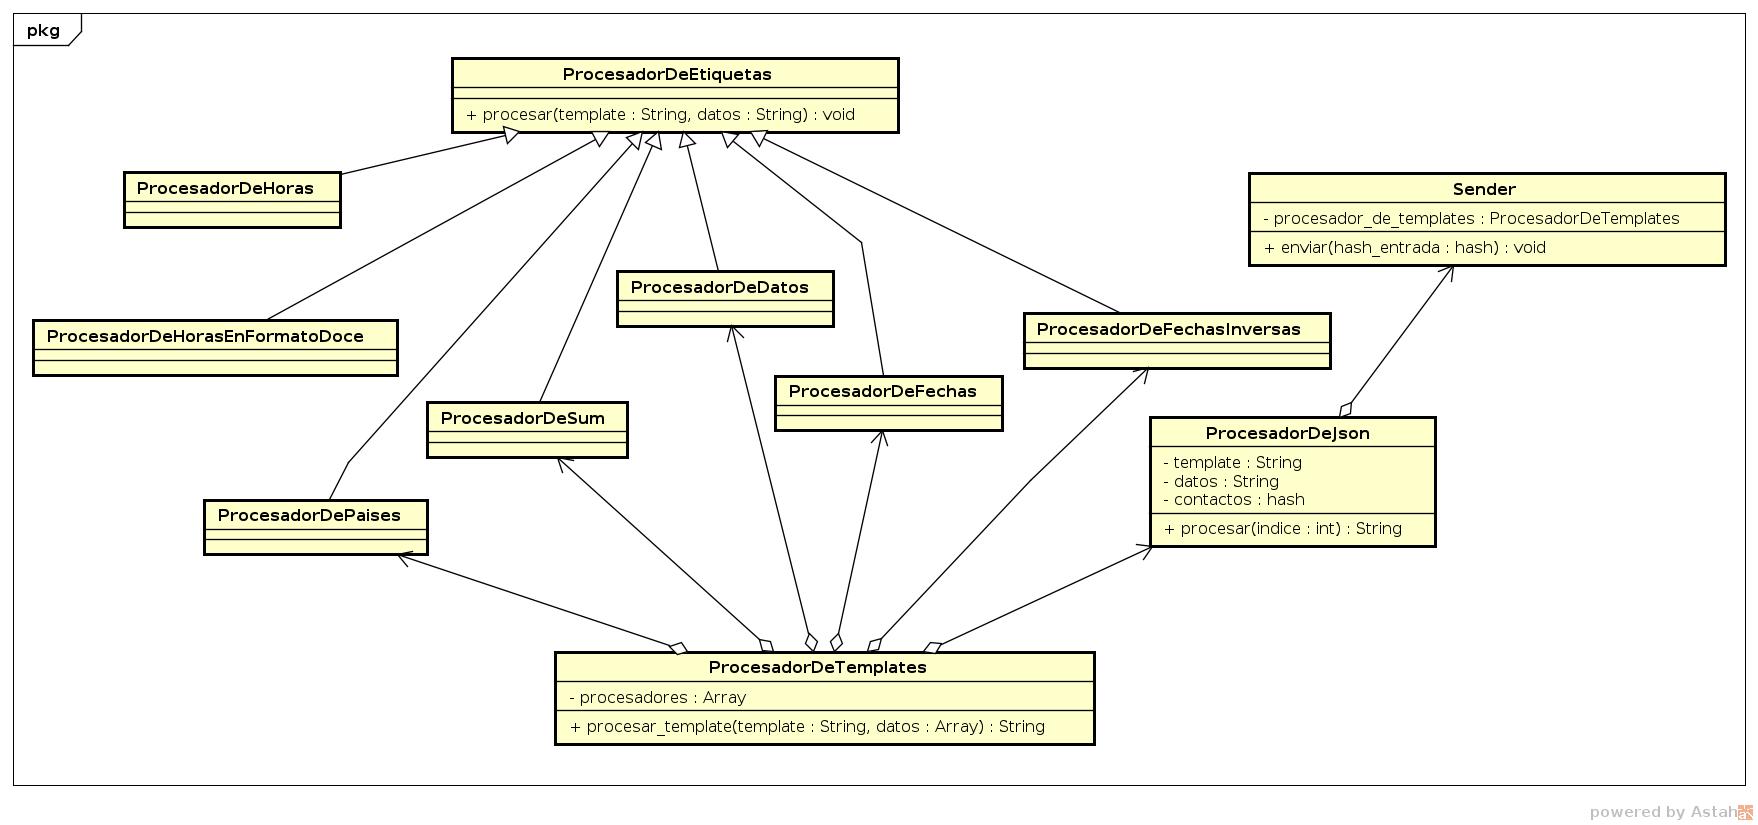 pkg
ProcesadorDeEtiquetas
+ procesar(template : String, datos : String) : void
ProcesadorDeHoras
Sender
- procesador_de_templates : ProcesadorDeTemplates
+ enviar(hash_entrada : hash) : void
ProcesadorDeDatos
ProcesadorDeHorasEnFormatoDoce
ProcesadorDeFechasInversas
ProcesadorDeFechas
ProcesadorDeSum
ProcesadorDeJson
- template : String
- datos : String
- contactos : hash
+ procesar(indice : int) : String
ProcesadorDePaises
ProcesadorDeTemplates
- procesadores : Array
+ procesar_template(template : String, datos : Array) : String
powered by Astah